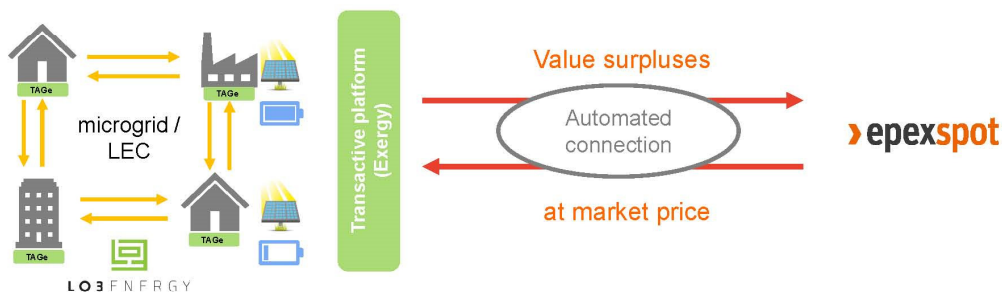 TAGe
TAGe
microgrid /
LEC
TAGe
TAGe
LO3ENERGY
Transactive platform
(Exergy)
Value surpluses
Automated
connection
at market price
epexspot